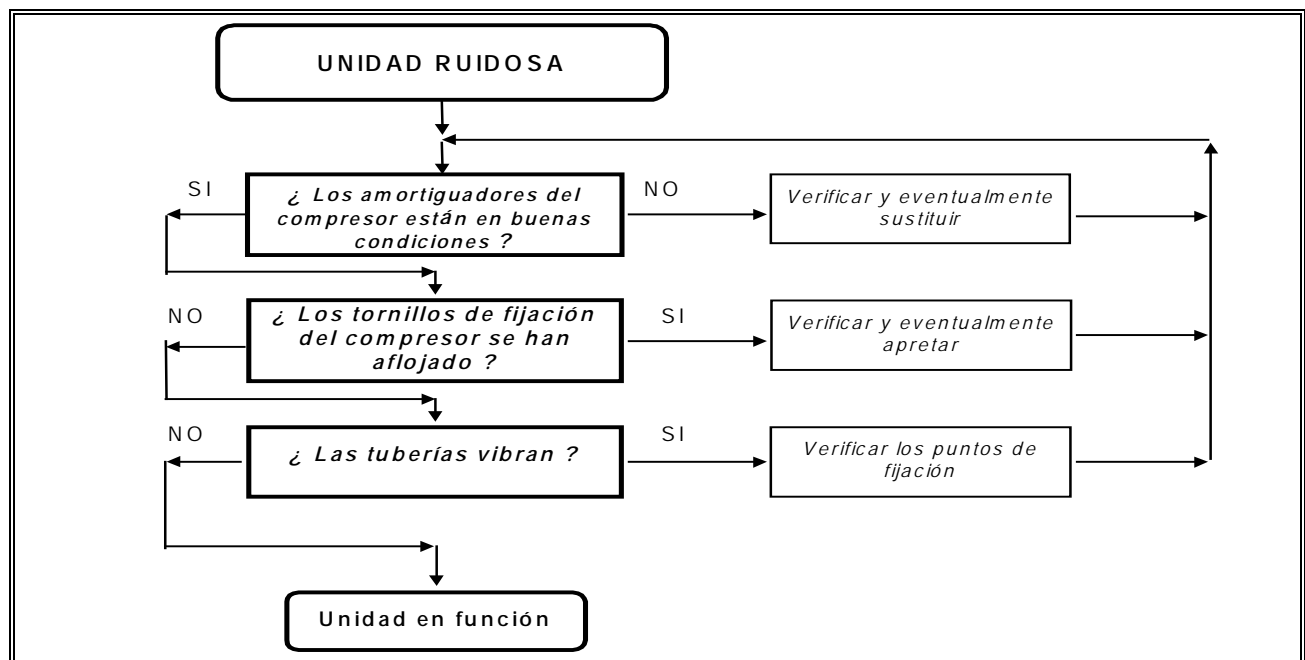 UNIDAD RUIDOSA
SI
¿ Los amortiguadores del
compresor están en buenas
condiciones ?
NO
Verificar y eventualmente
sustituir
NO
¿ Los tornillos de fijación
del compresor se han
aflojado ?
SI
Verificar y eventualmente
apretar
NO
¿ Las tuberías vibran ?
SI
Verificar los puntos de
fijación
Unidad en función